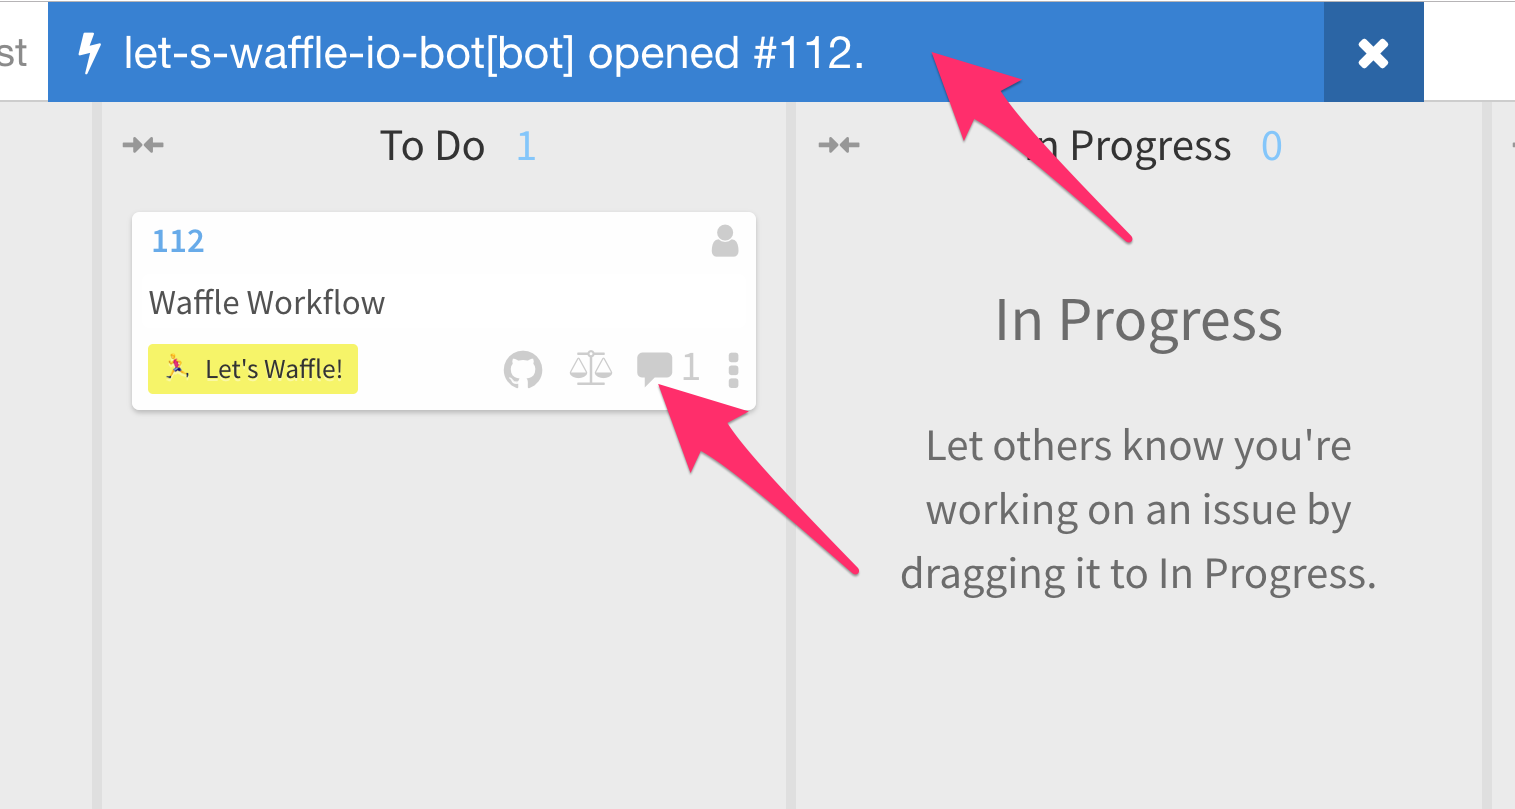 st
let-s-waffle-io-bot[bot] opened #112.
To Do 1
In Progress 0
112
Waffle Workflow
Let's Waffle!
1
In Progress
Let others know you're
working on an issue by
dragging it to In Progress.